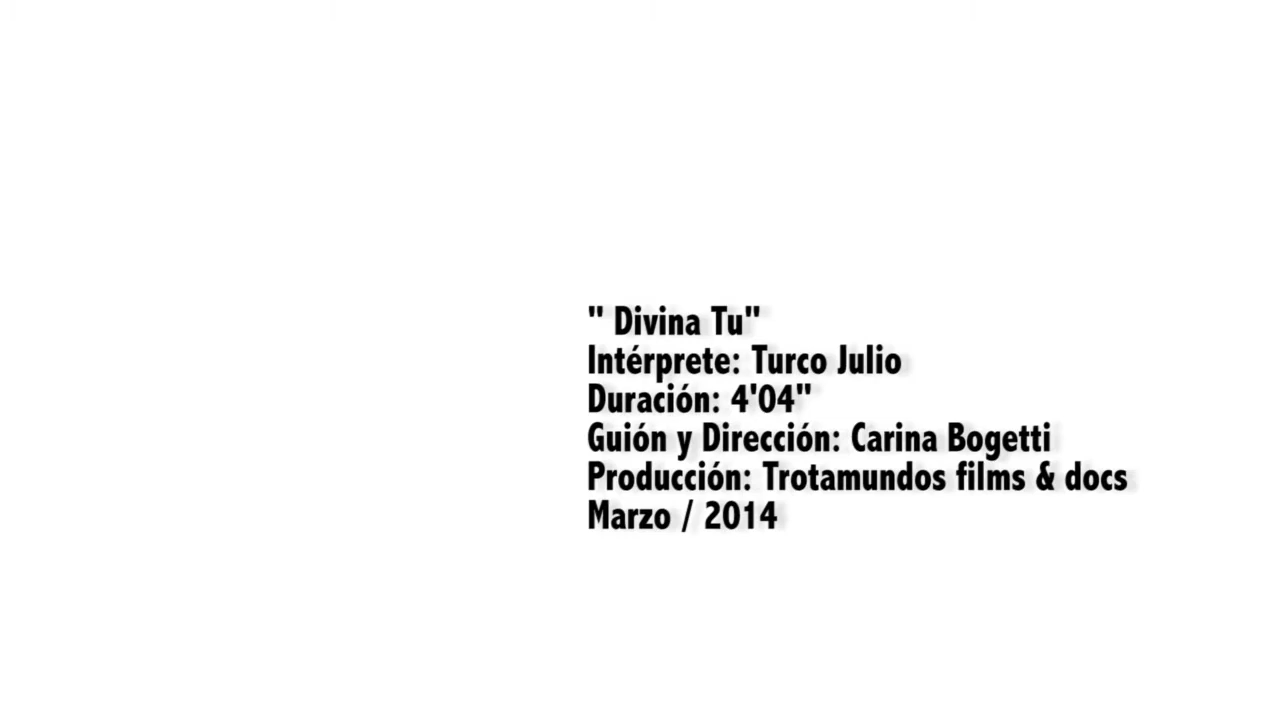 " Divina Tu"
Intérprete: Turco Julio
Duración: 4'04"
Guión y Dirección: Carina Bogetti
Producción: Trotamundos films & docs
Marzo / 2014